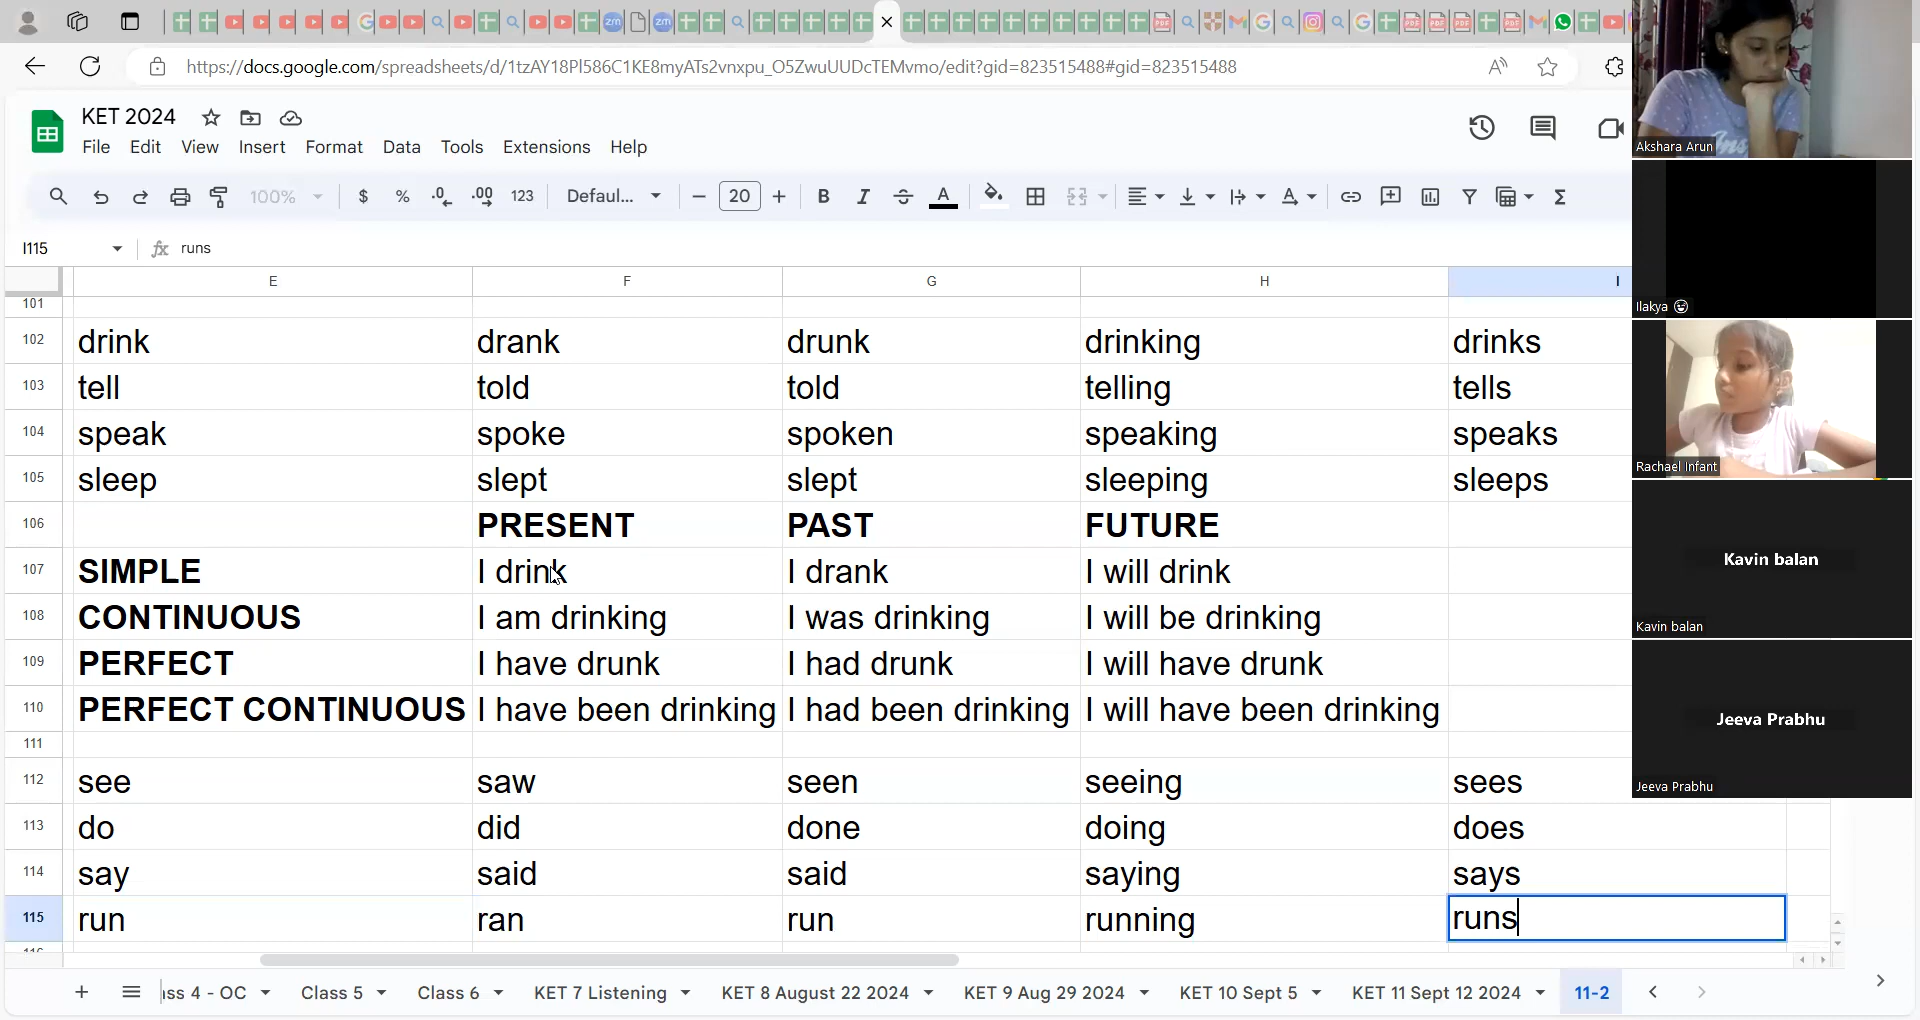 https://docs.google.com/spreadsheets/d/1tzAY18Pl586C1KE8myATs2vnxpu_O5ZwuUUDcTEMvmo/edit?gid=823515488#gid=823515488
KET 2024
File Edit View Insert Format Data Tools Extensions Help
100% $ % .0 .00 123 Defaul... 20 B I A
I115 fx runs
E F G H I
101
102 drink drank drunk drinking drinks
103 tell told told telling tells
104 speak spoke spoken speaking speaks
105 sleep slept slept sleeping sleeps
106 PRESENT PAST FUTURE
107 SIMPLE I drink I drank I will drink
108 CONTINUOUS I am drinking I was drinking I will be drinking
109 PERFECT I have drunk I had drunk I will have drunk
110 PERFECT CONTINUOUS I have been drinking I had been drinking I will have been drinking
111
112 see saw seen seeing sees
113 do did done doing does
114 say said said saying says
115 run ran run running runs
ss 4 - OC Class 5 Class 6 KET 7 Listening KET 8 August 22 2024 KET 9 Aug 29 2024 KET 10 Sept 5 KET 11 Sept 12 2024 11-2
Akshara Arun
Ilakya 
Rachael Infant
Kavin balan
Kavin balan
Jeeva Prabhu
Jeeva Prabhu